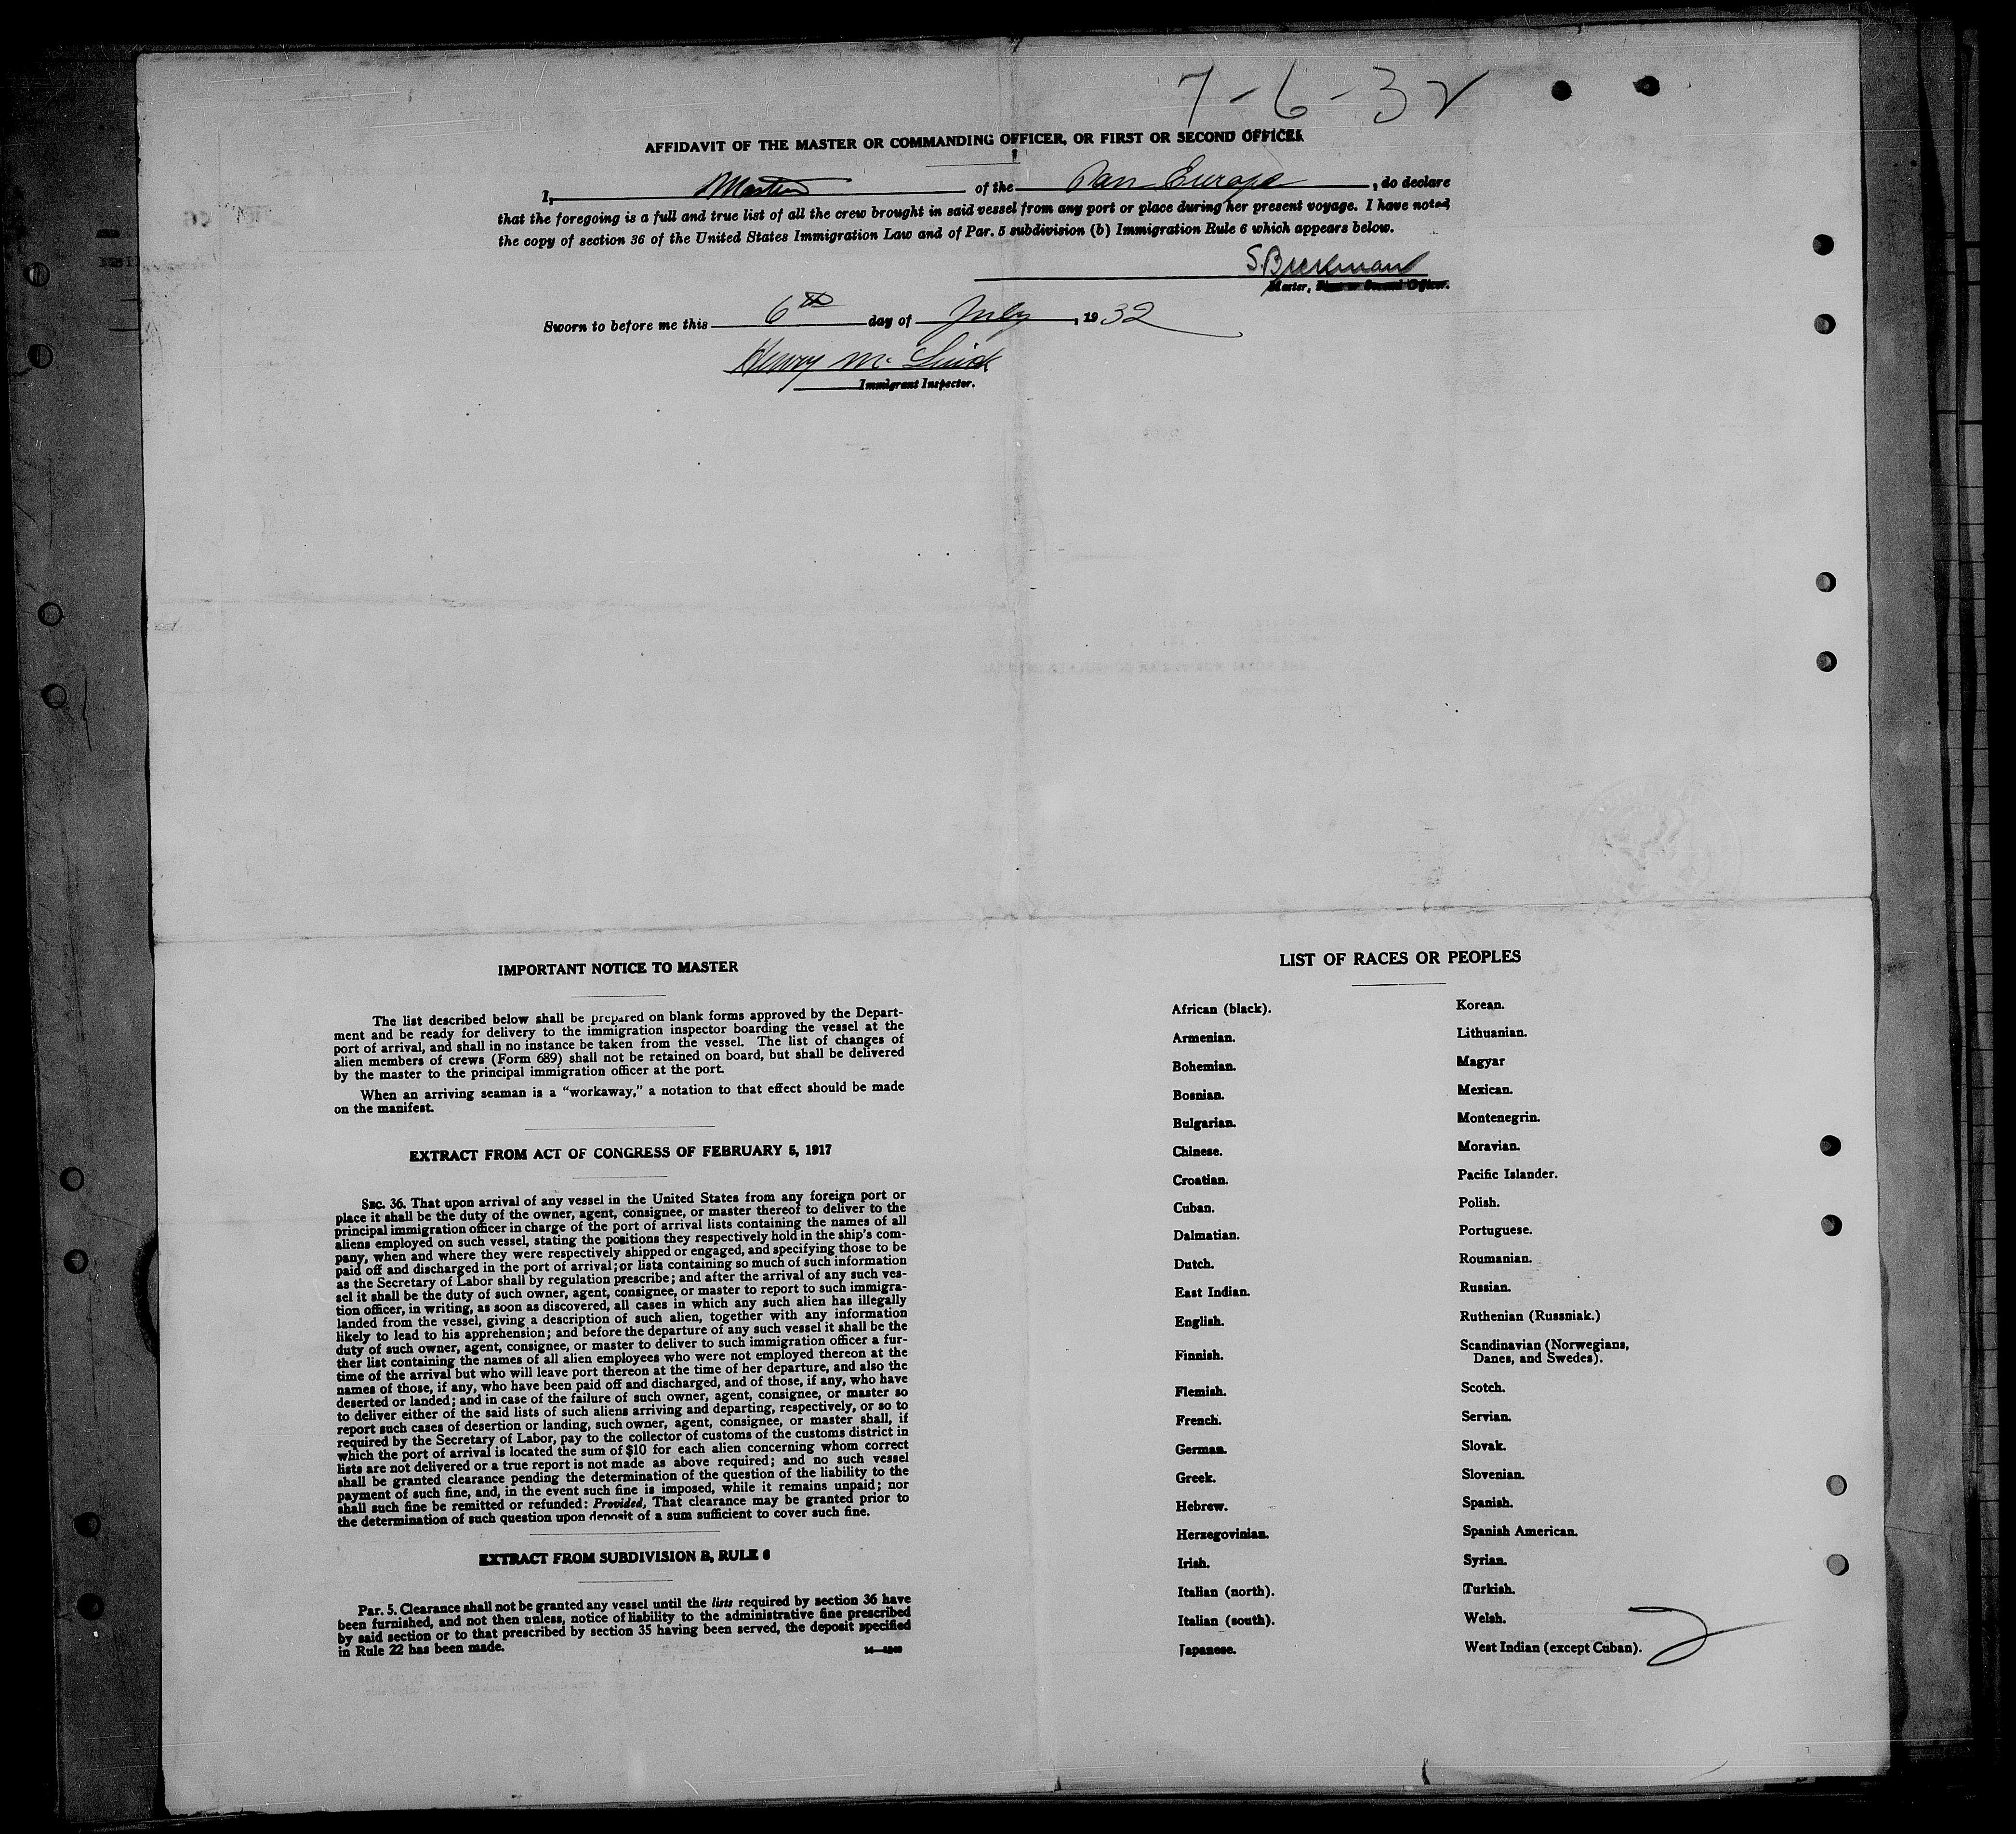 7-6-32
AFFIDAVIT OF THE MASTER OR COMMANDING OFFICER, OR FIRST OR SECOND OFFICER
I, Master of the Pan Europe, do declare
that the foregoing is a full and true list of all the crew brought in said vessel from any port or place during her present voyage. I have noted
the copy of section 36 of the United States Immigration Law and of Par. 5 subdivision (b) Immigration Rule 6 which appears below.
S.
Master, First or Second Officer.
Sworn to before me this 6th day of July, 1932
Henry Mc
Immigrant Inspector.
IMPORTANT NOTICE TO MASTER
The list described below shall be prepared on blank forms approved by the Depart-
ment and be ready for delivery to the immigration inspector boarding the vessel at the
port of arrival, and shall in no instance be taken from the vessel. The list of changes of
alien members of crews (Form 689) shall not be retained on board, but shall be delivered
by the master to the principal immigration officer at the port.
When an arriving seaman is a "workaway," a notation to that effect should be made
on the manifest.
EXTRACT FROM ACT OF CONGRESS OF FEBRUARY 5, 1917
SEC. 36. That upon arrival of any vessel in the United States from any foreign port or
place it shall be the duty of the owner, agent, consignee, or master thereof to deliver to the
principal immigration officer in charge of the port of arrival lists containing the names of all
aliens employed on such vessel, stating the positions they respectively hold in the ship's com-
pany, when and where they were respectively shipped or engaged, and specifying those to be
paid off and discharged in the port of arrival; or lists containing so much of such information
as the Secretary of Labor shall by regulation prescribe; and after the arrival of any such ves-
sel it shall be the duty of such owner, agent, consignee, or master to report to such immigra-
tion officer, in writing, as soon as discovered, all cases in which any such alien has illegally
landed from the vessel, giving a description of such alien, together with any information
likely to lead to his apprehension; and before the departure of any such vessel it shall be the
duty of such owner, agent, consignee, or master to deliver to such immigration officer a fur-
ther list containing the names of all alien employees who were not employed thereon at the
time of the arrival but who will leave port thereon at the time of her departure, and also the
names of those, if any, who have been paid off and discharged, and of those, if any, who have
deserted or landed; and in case of the failure of such owner, agent, consignee, or master so
to deliver either of the said lists of such aliens arriving and departing, respectively, or so to
report such cases of desertion or landing, such owner, agent, consignee, or master shall, if
required by the Secretary of Labor, pay to the collector of customs of the customs district in
which the port of arrival is located the sum of $10 for each alien concerning whom correct
lists are not delivered or a true report is not made as above required; and no such vessel
shall be granted clearance pending the determination of the question of the liability to the
payment of such fine, and, in the event such fine is imposed, while it remains unpaid; nor
shall such fine be remitted or refunded: Provided, That clearance may be granted prior to
the determination of such question upon deposit of a sum sufficient to cover such fine.
EXTRACT FROM SUBDIVISION B, RULE 6
Par. 5. Clearance shall not be granted any vessel until the lists required by section 36 have
been furnished, and not then unless, notice of liability to the administrative fine prescribed
by said section or to that prescribed by section 35 having been served, the deposit specified
in Rule 22 has been made.
LIST OF RACES OR PEOPLES
African (black).
Armenian.
Bohemian.
Bosnian.
Bulgarian.
Chinese.
Croatian.
Cuban.
Dalmatian.
Dutch.
East Indian.
English.
Finnish.
Flemish.
French.
German.
Greek.
Hebrew.
Herzegovinian.
Irish.
Italian (north).
Italian (south).
Japanese.
Korean.
Lithuanian.
Magyar
Mexican.
Montenegrin.
Moravian.
Pacific Islander.
Polish.
Portuguese.
Roumanian.
Russian.
Ruthenian (Russniak.)
Scandinavian (Norwegians,
Danes, and Swedes).
Scotch.
Servian.
Slovak.
Slovenian.
Spanish.
Spanish American.
Syrian.
Turkish.
Welsh.
West Indian (except Cuban).
2